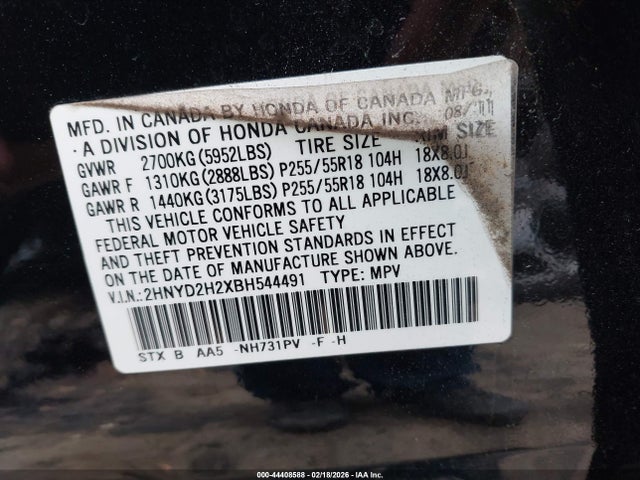 MFD. IN CANADA BY HONDA OF CANADA MFG.,
· A DIVISION OF HONDA CANADA INC. 08/'11
GVWR 2700KG(5952LBS) TIRE SIZE RIM SIZE
GAWR F 1310KG(2888LBS) P255/55R18 104H 18X8.0J
GAWR R 1440KG(3175LBS) P255/55R18 104H 18X8.0J
THIS VEHICLE CONFORMS TO ALL APPLICABLE
FEDERAL MOTOR VEHICLE SAFETY
AND THEFT PREVENTION STANDARDS IN EFFECT
ON THE DATE OF MANUFACTURE SHOWN ABOVE.
V.I.N.:2HNYD2H2XBH544491 TYPE: MPV
STX B AA5 -NH731PV -F -H
000-44408588 - 02/18/2026 - IAA Inc.